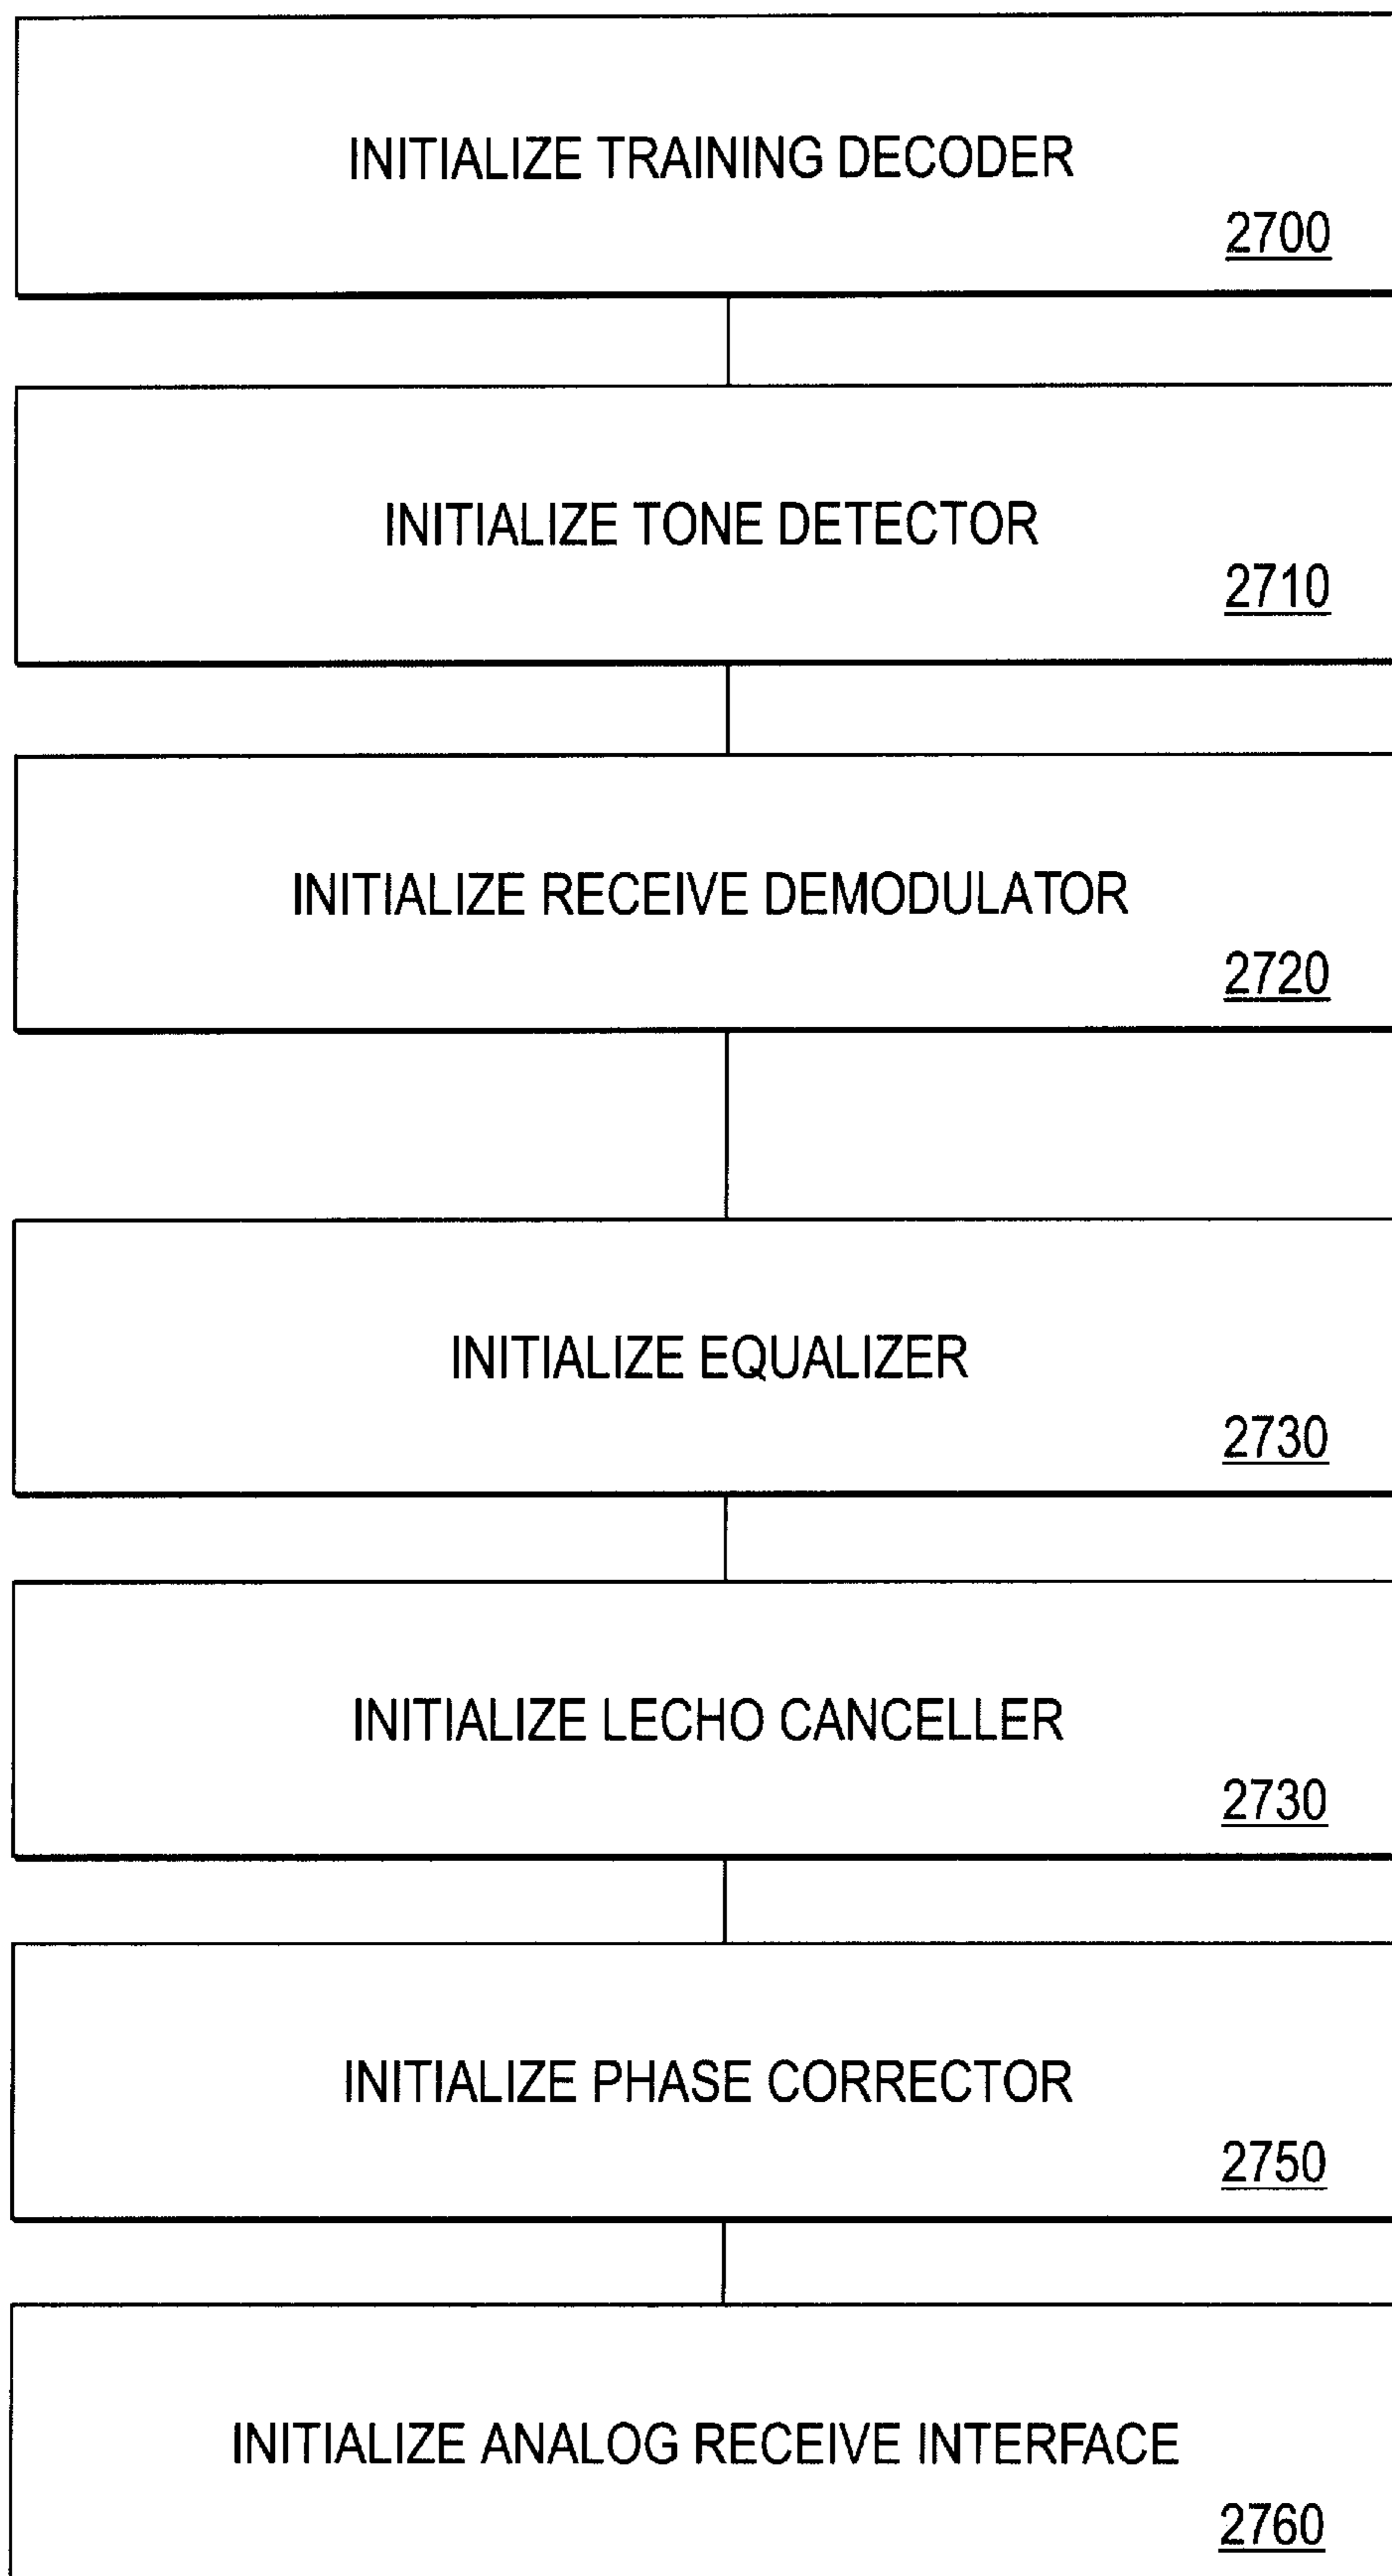 INITIALIZE TRAINING DECODER
2700
INITIALIZE TONE DETECTOR
2710
INITIALIZE RECEIVE DEMODULATOR
2720
INITIALIZE EQUALIZER
2730
INITIALIZE LECHO CANCELLER
2730
INITIALIZE PHASE CORRECTOR
2750
INITIALIZE ANALOG RECEIVE INTERFACE
2760